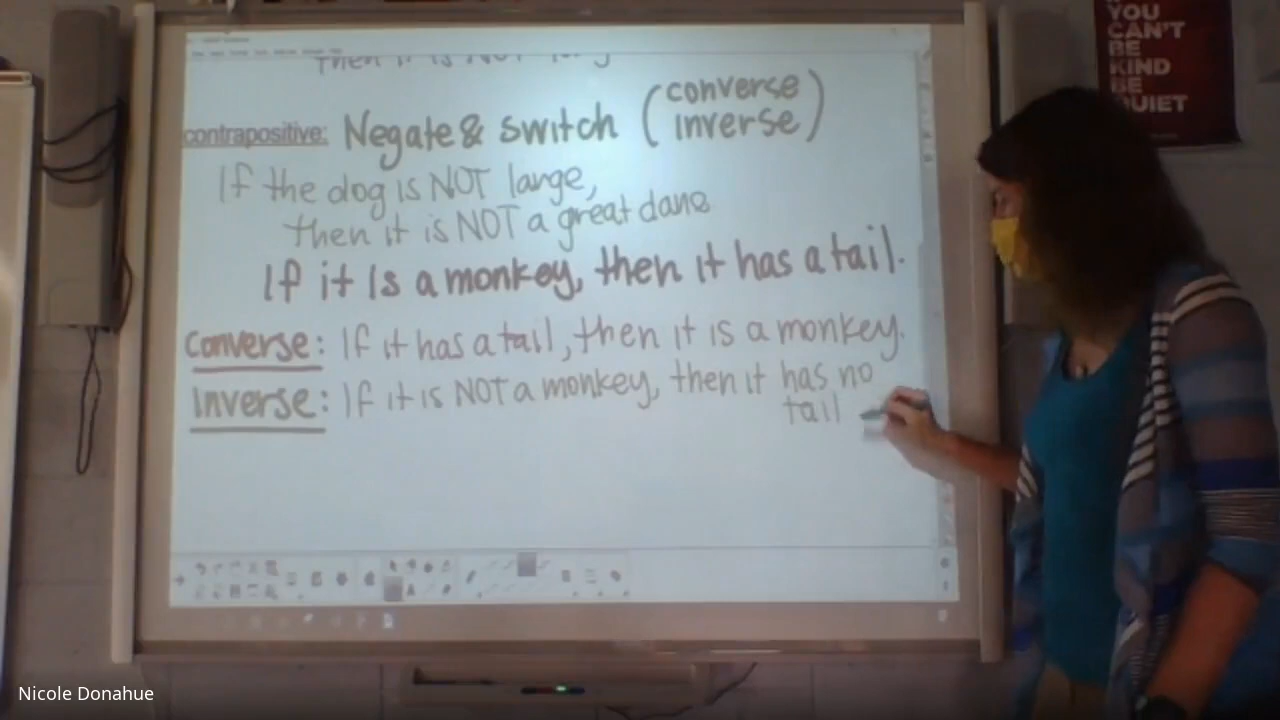 Then it is NOT
contrapositive: Negate & switch (converse
inverse)
If the dog is NOT large,
then it is NOT a great dane
If it is a monkey, then it has a tail.
Converse: If it has a tail, then it is a monkey.
Inverse: If it is NOT a monkey, then it has no
tail
YOU
CAN'T
BE
KIND
BE
QUIET
Nicole Donahue